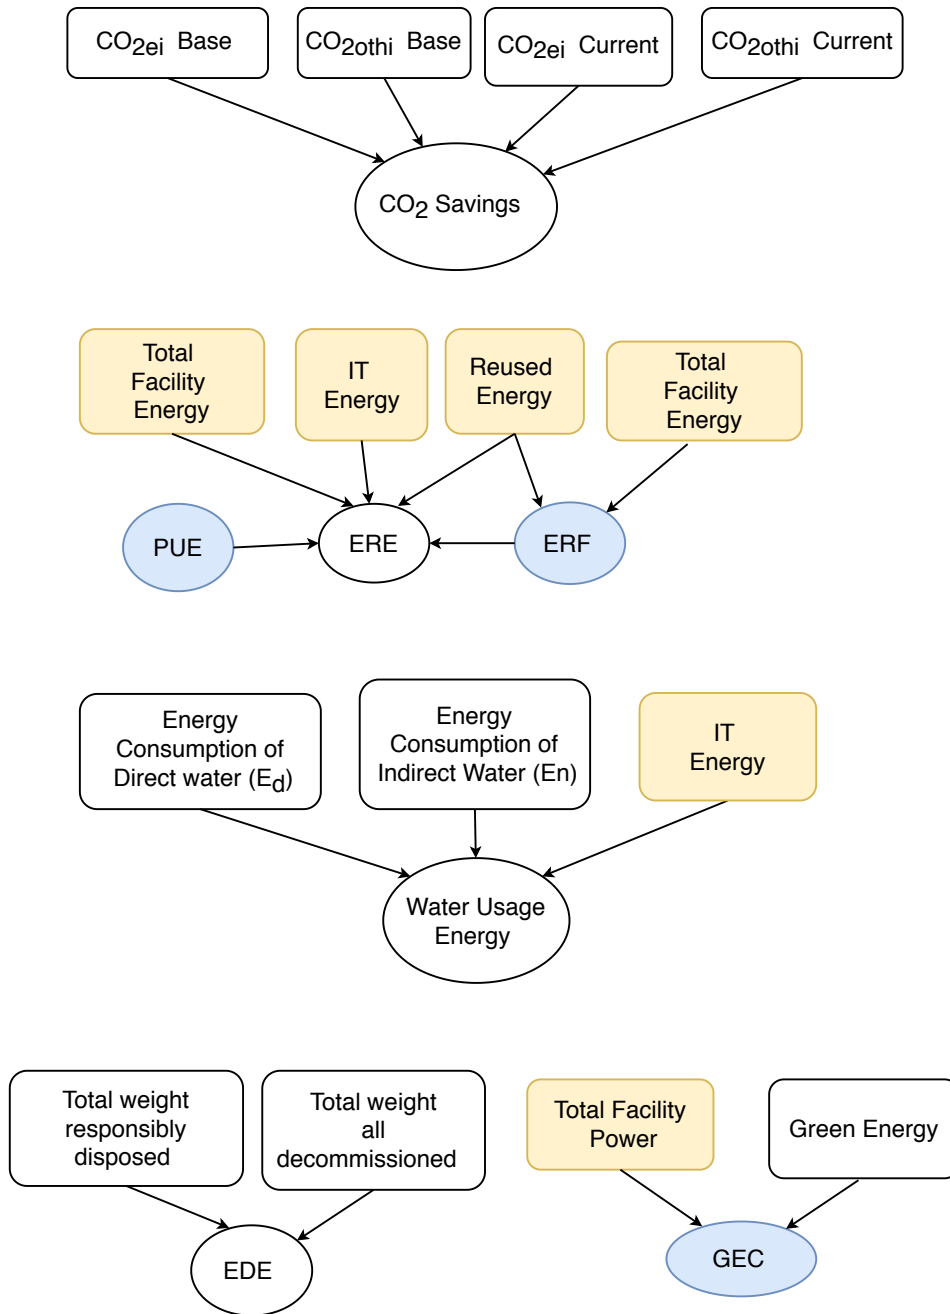 CO2ei Base
CO2othi Base
CO2ei Current
CO2othi Current
CO2 Savings
Total
Facility
Energy
IT
Energy
Reused
Energy
Total
Facility
Energy
PUE
ERE
ERF
Energy
Consumption of
Direct water (Ed)
Energy
Consumption of
Indirect Water (En)
IT
Energy
Water Usage
Energy
Total weight
responsibly
disposed
Total weight
all
decommissioned
Total Facility
Power
Green Energy
EDE
GEC